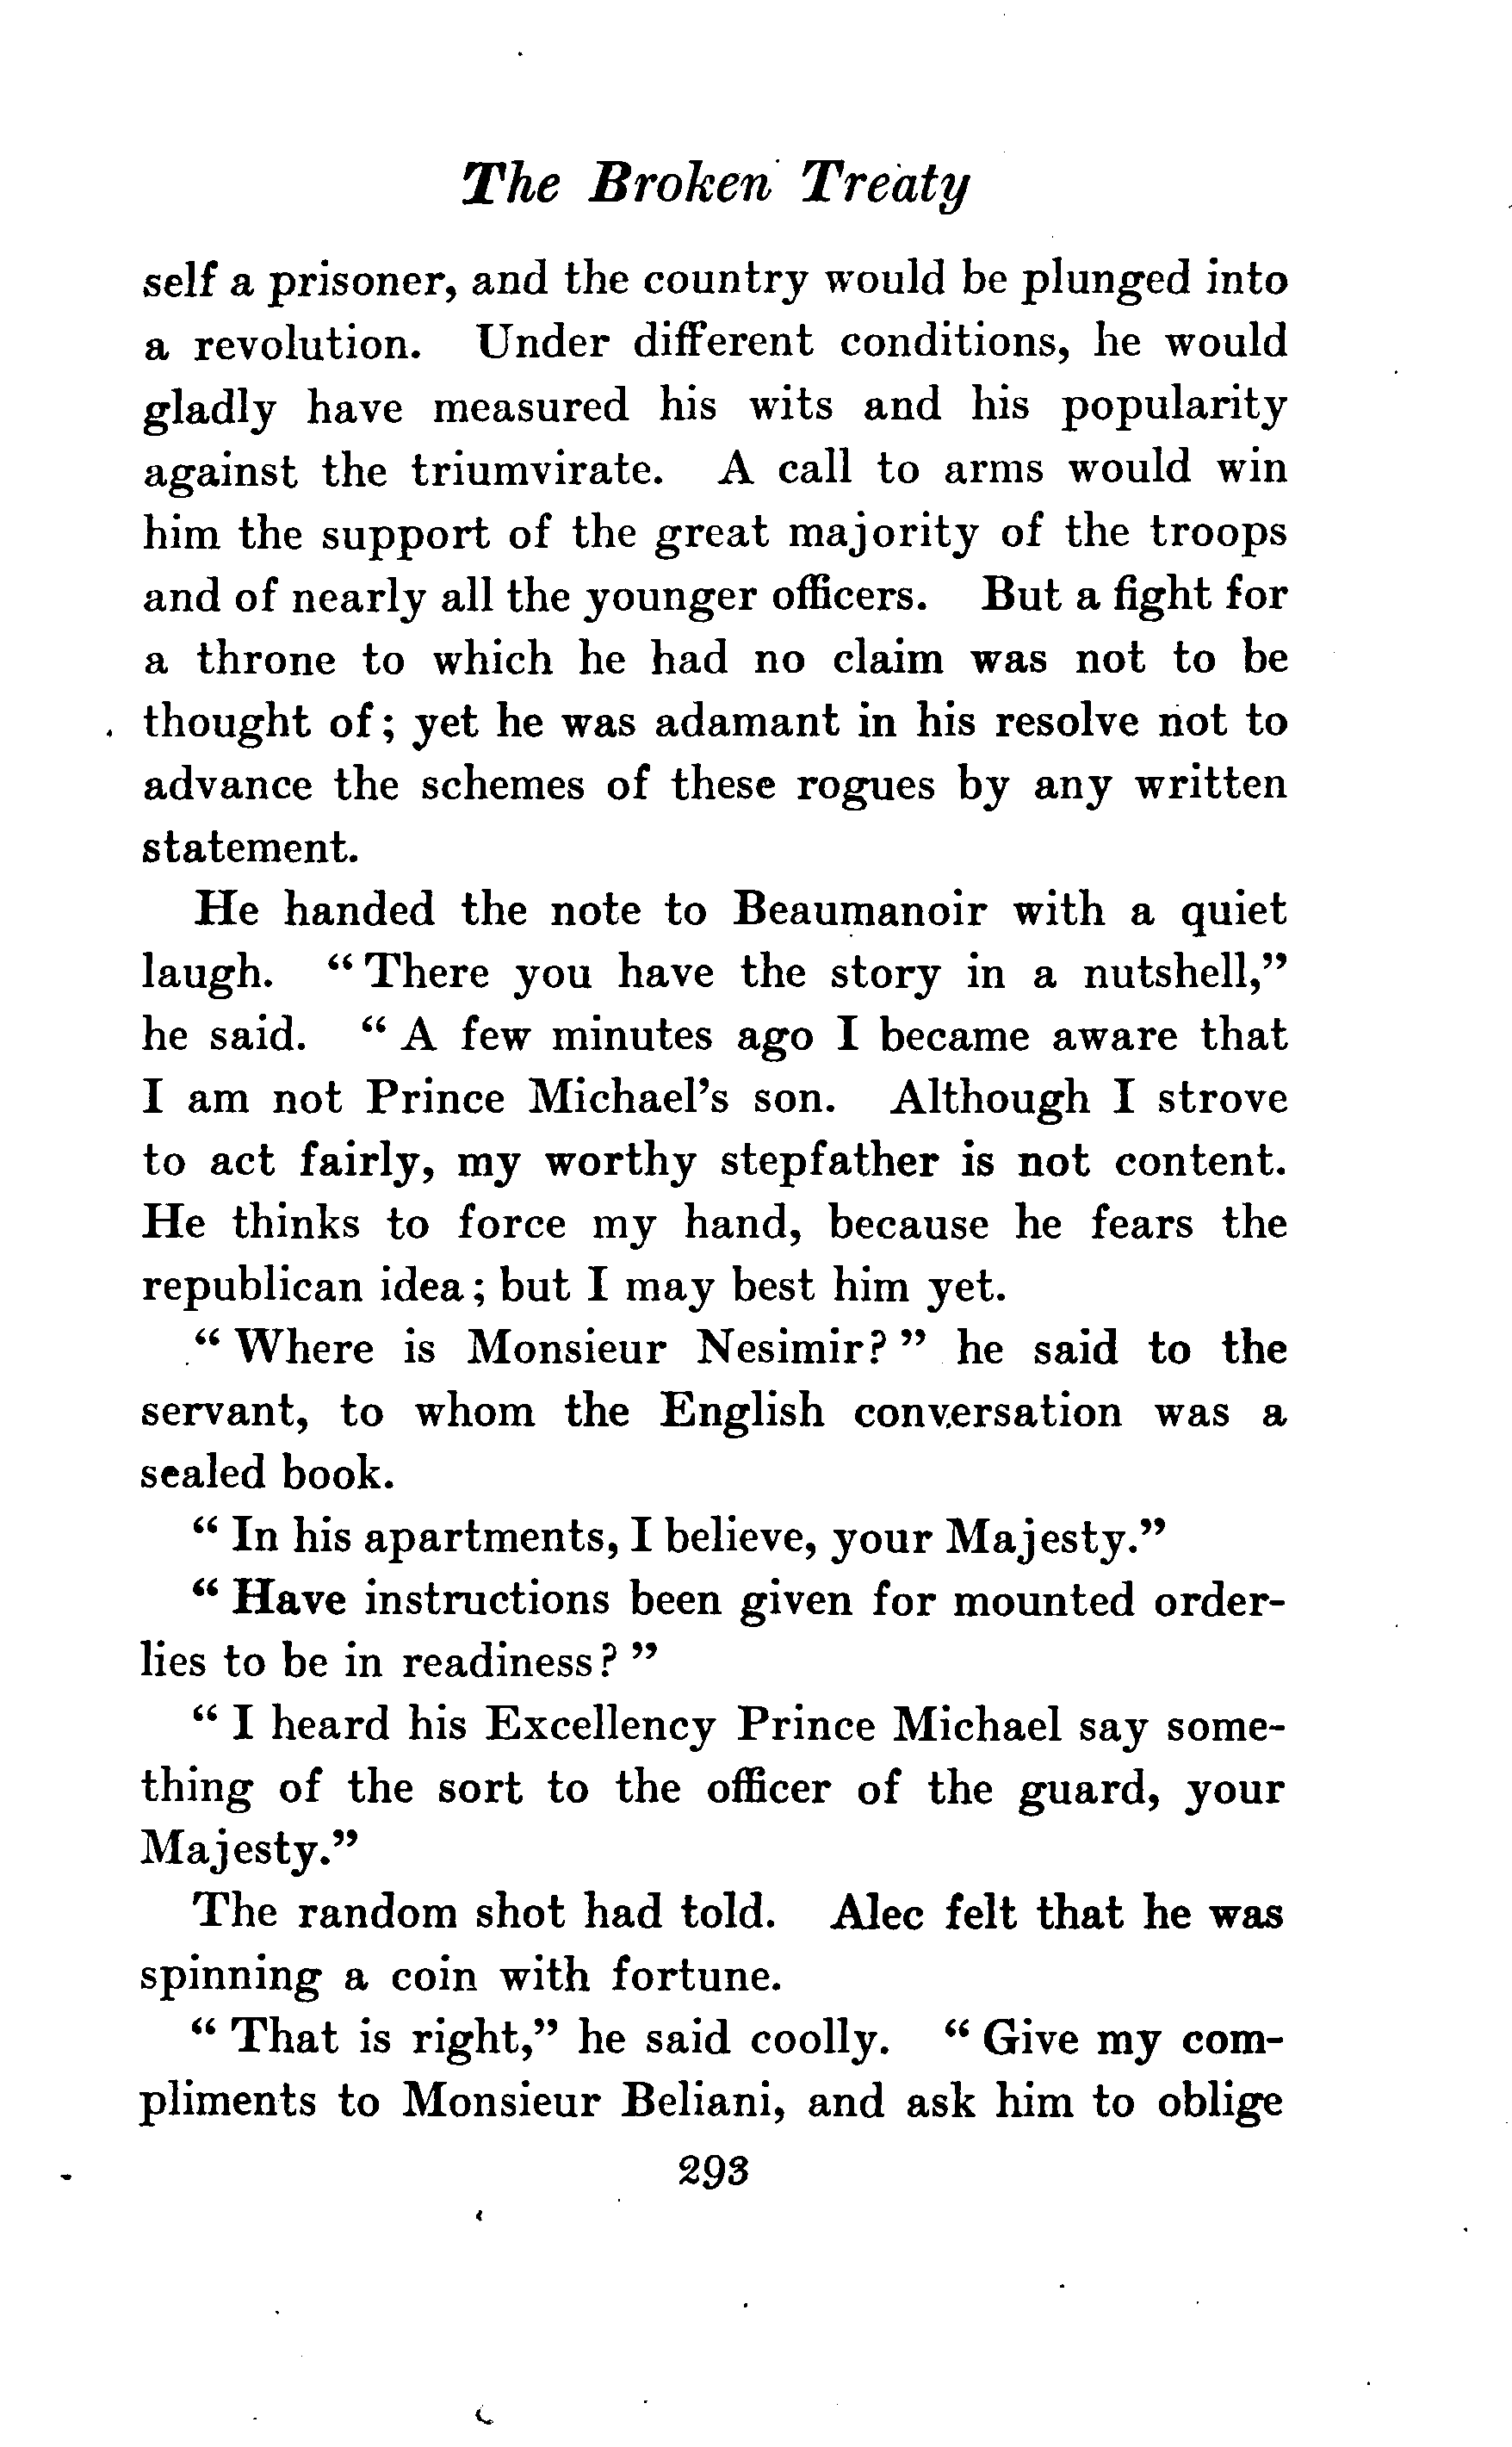 The Broken Treaty
self a prisoner, and the country would be plunged into
a revolution. Under different conditions, he would
gladly have measured his wits and his popularity
against the triumvirate. A call to arms would win
him the support of the great majority of the troops
and of nearly all the younger officers. But a fight for
a throne to which he had no claim was not to be
thought of; yet he was adamant in his resolve not to
advance the schemes of these rogues by any written
statement.
He handed the note to Beaumanoir with a quiet
laugh. “There you have the story in a nutshell,”
he said. “A few minutes ago I became aware that
I am not Prince Michael’s son. Although I strove
to act fairly, my worthy stepfather is not content.
He thinks to force my hand, because he fears the
republican idea; but I may best him yet.
“Where is Monsieur Nesimir?” he said to the
servant, to whom the English conversation was a
sealed book.
“In his apartments, I believe, your Majesty.”
“Have instructions been given for mounted order-
lies to be in readiness?”
“I heard his Excellency Prince Michael say some-
thing of the sort to the officer of the guard, your
Majesty.”
The random shot had told. Alec felt that he was
spinning a coin with fortune.
“That is right,” he said coolly. “Give my com-
pliments to Monsieur Beliani, and ask him to oblige
293